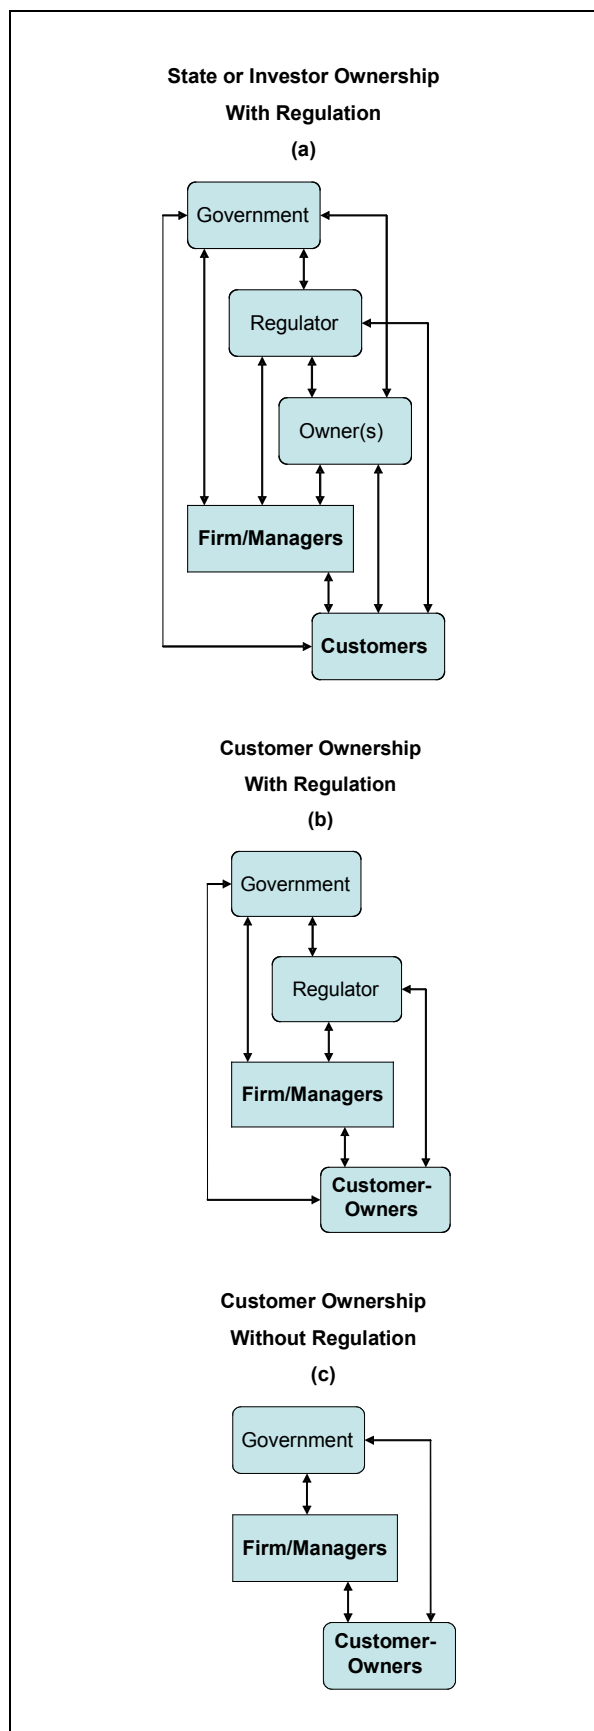 State or Investor Ownership
With Regulation
(a)
Government
Regulator
Owner(s)
Firm/Managers
Customers
Customer Ownership
With Regulation
(b)
Government
Regulator
Firm/Managers
Customer-
Owners
Customer Ownership
Without Regulation
(c)
Government
Firm/Managers
Customer-
Owners